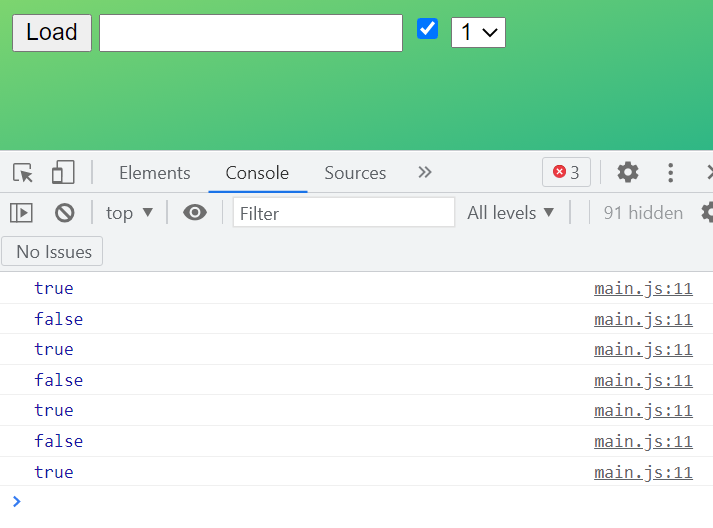 Load 1
Elements Console Sources 3
top Filter All levels 91 hidden
No Issues
true main.js:11
false main.js:11
true main.js:11
false main.js:11
true main.js:11
false main.js:11
true main.js:11